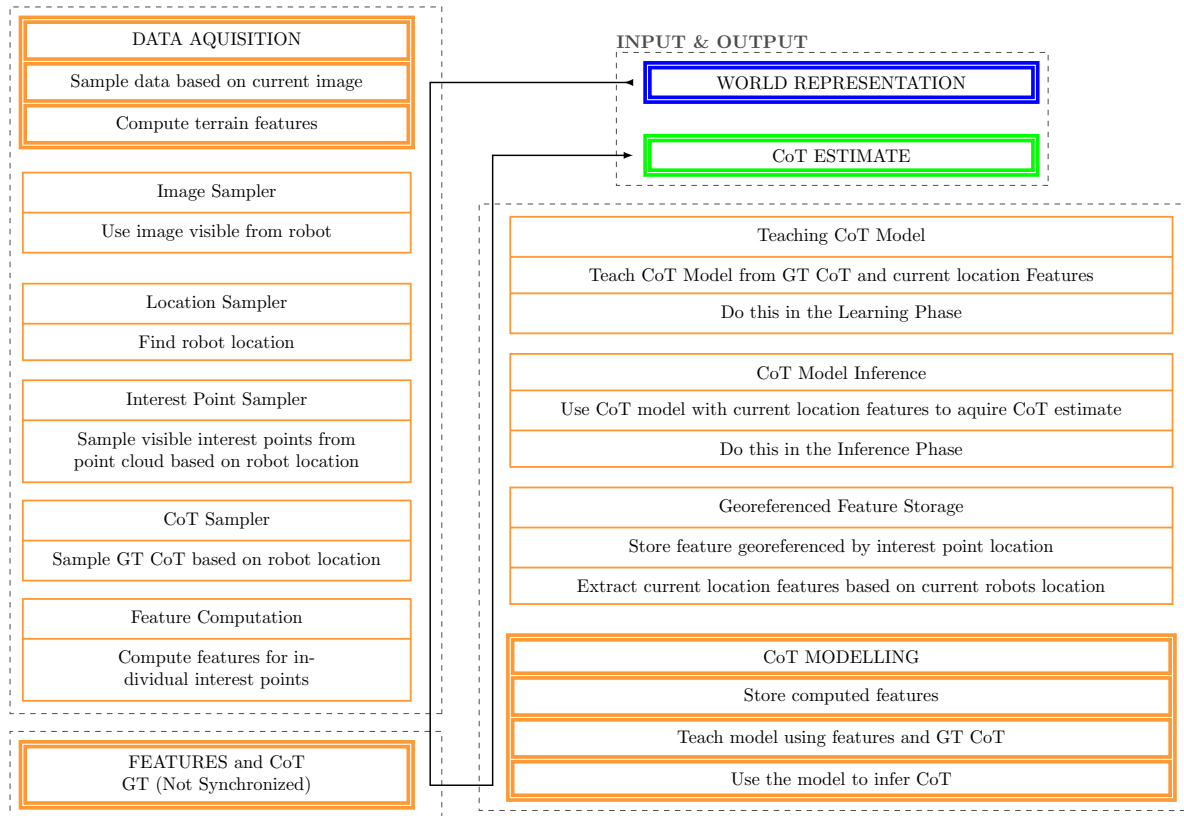 DATA AQUISITION
Sample data based on current image
Compute terrain features
Image Sampler
Use image visible from robot
Location Sampler
Find robot location
Interest Point Sampler
Sample visible interest points from
point cloud based on robot location
CoT Sampler
Sample GT CoT based on robot location
Feature Computation
Compute features for in-
dividual interest points
FEATURES and CoT
GT (Not Synchronized)
INPUT & OUTPUT
WORLD REPRESENTATION
CoT ESTIMATE
Teaching CoT Model
Teach CoT Model from GT CoT and current location Features
Do this in the Learning Phase
CoT Model Inference
Use CoT model with current location features to aquire CoT estimate
Do this in the Inference Phase
Georeferenced Feature Storage
Store feature georeferenced by interest point location
Extract current location features based on current robots location
CoT MODELLING
Store computed features
Teach model using features and GT CoT
Use the model to infer CoT